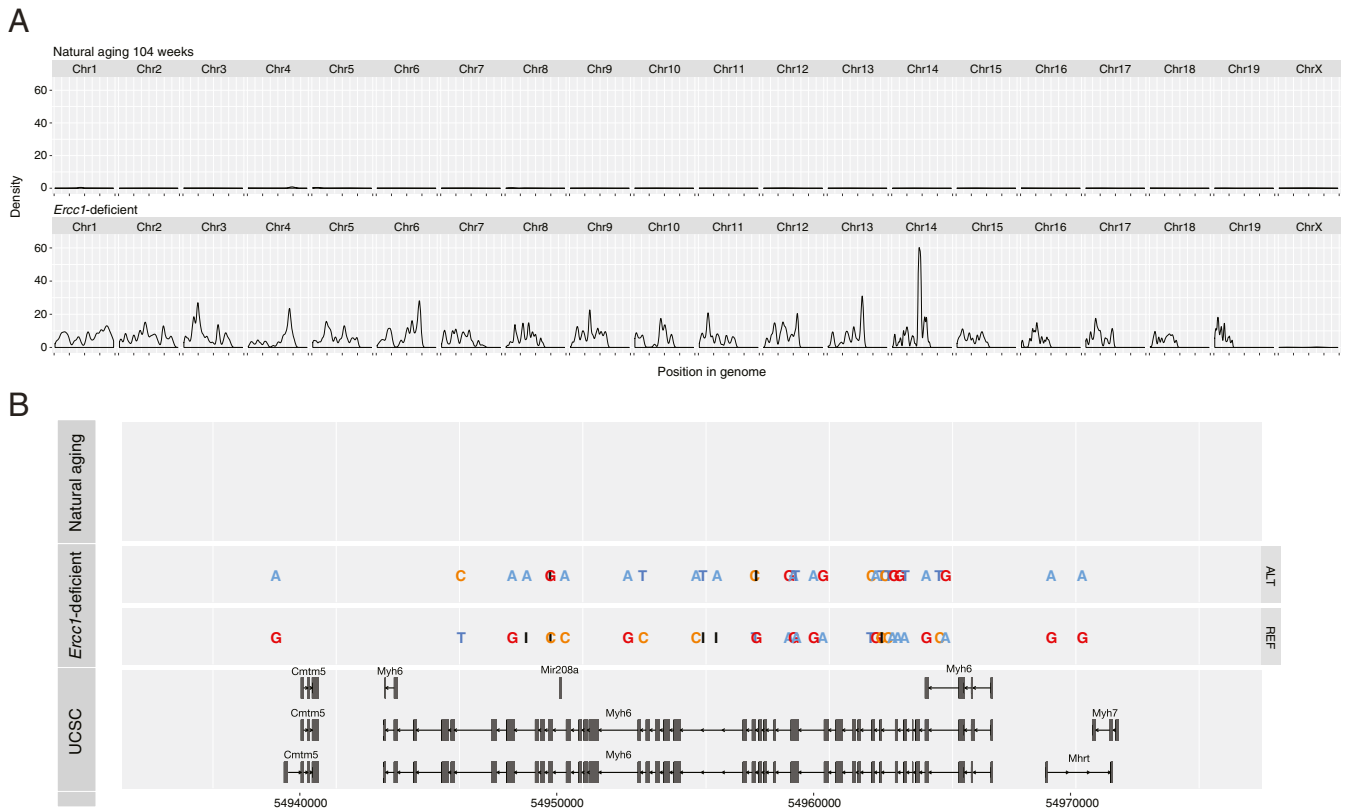 A
Natural aging 104 weeks
Chr1 Chr2 Chr3 Chr4 Chr5 Chr6 Chr7 Chr8 Chr9 Chr10 Chr11 Chr12 Chr13 Chr14 Chr15 Chr16 Chr17 Chr18 Chr19 ChrX
60
40
20
0
Density
Ercc1-deficient
Chr1 Chr2 Chr3 Chr4 Chr5 Chr6 Chr7 Chr8 Chr9 Chr10 Chr11 Chr12 Chr13 Chr14 Chr15 Chr16 Chr17 Chr18 Chr19 ChrX
60
40
20
0
Position in genome
B
Natural aging
Ercc1-deficient
A C A A A A T A T A A G A T G
ALT
G T G I C G C C I I G G A
G A G G
REF
UCSC
Cmtm5 Myh6 Mir208a Myh6
Cmtm5 Myh6 Myh7
Cmtm5 Myh6 Mhrt
54940000 54950000 54960000 54970000